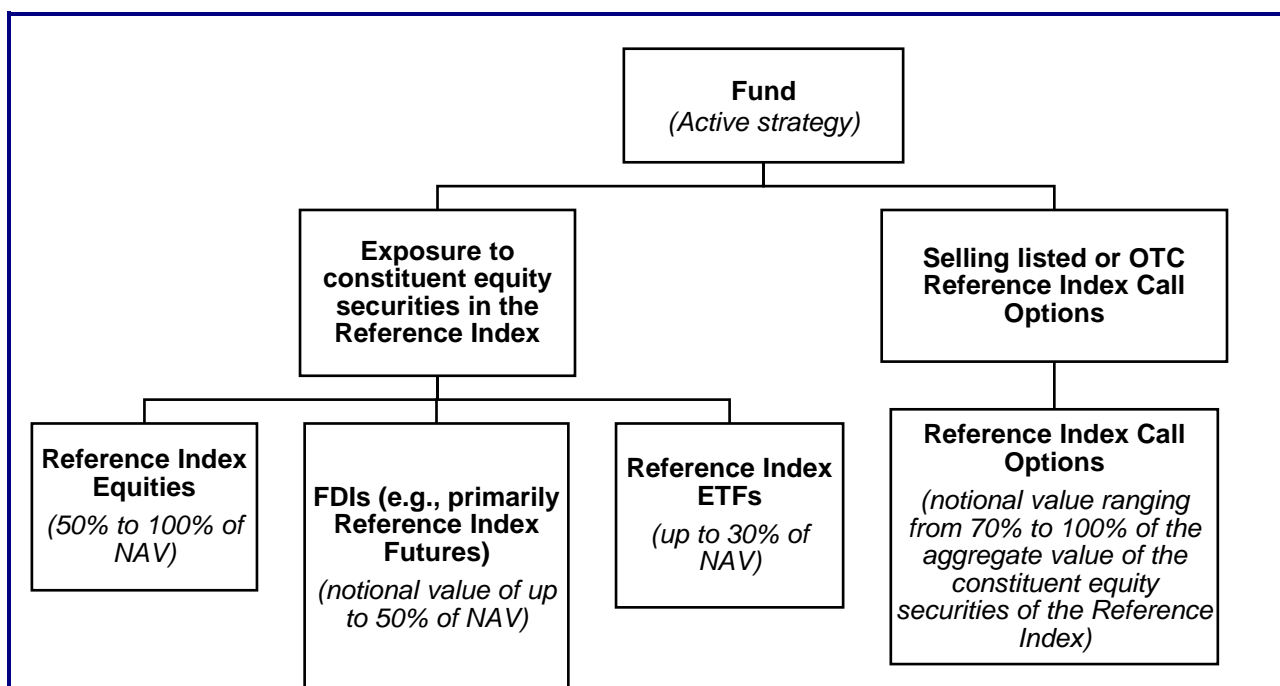 Fund
(Active strategy)
Exposure to
constituent equity
securities in the
Reference Index
Selling listed or OTC
Reference Index Call
Options
Reference Index
Equities
(50% to 100% of
NAV)
FDIs (e.g., primarily
Reference Index
Futures)
(notional value of up
to 50% of NAV)
Reference Index
ETFs
(up to 30% of
NAV)
Reference Index Call
Options
(notional value ranging
from 70% to 100% of the
aggregate value of the
constituent equity
securities of the Reference
Index)